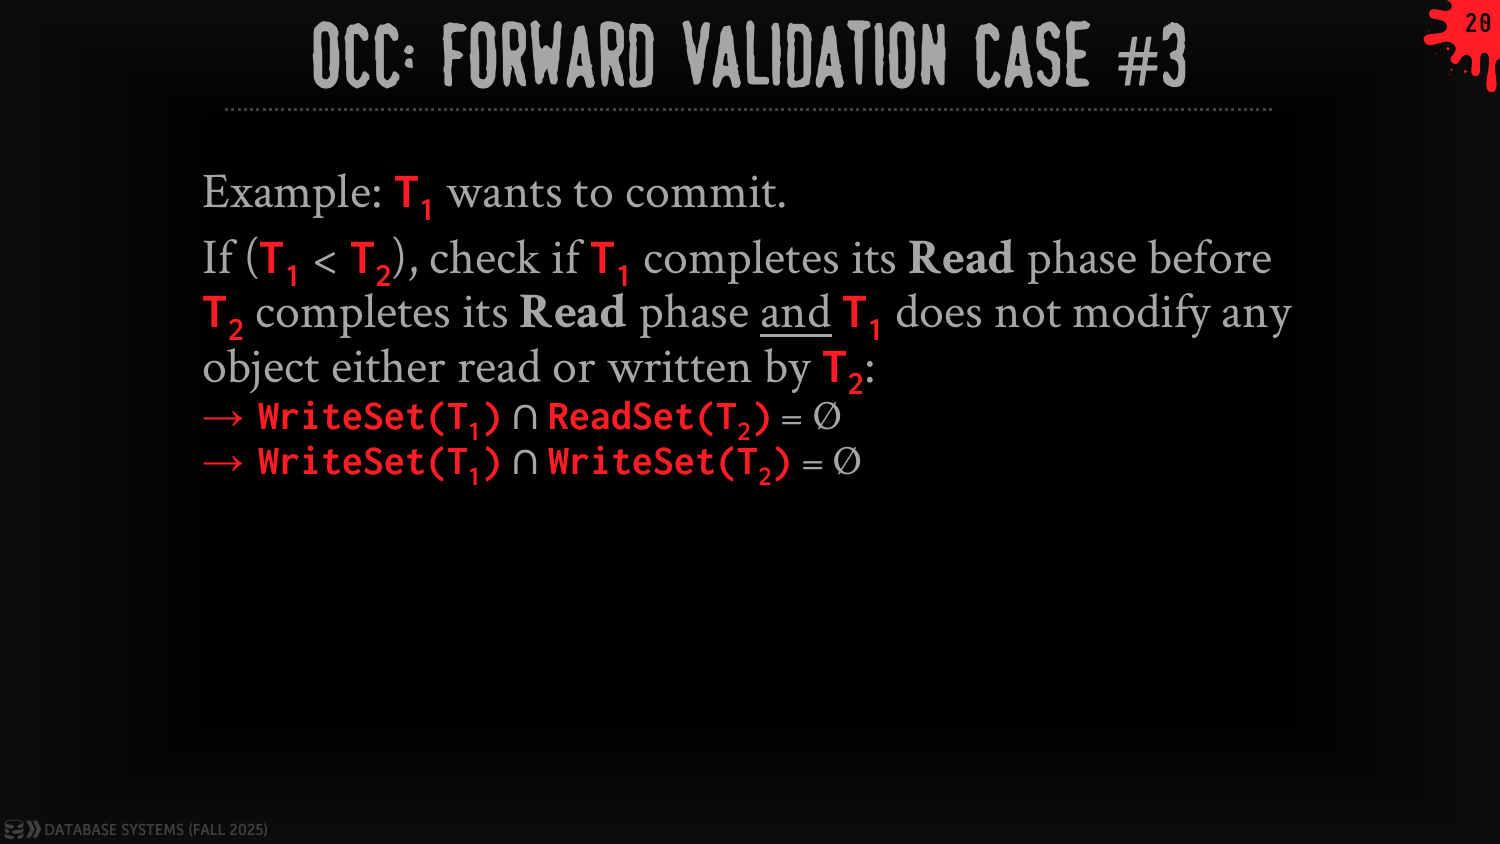 OCC: FORWARD VALIDATION CASE #3
20
Example: T₁ wants to commit.
If (T₁ < T₂), check if T₁ completes its Read phase before
T₂ completes its Read phase and T₁ does not modify any
object either read or written by T₂:
→ WriteSet(T₁) ∩ ReadSet(T₂) = Ø
→ WriteSet(T₁) ∩ WriteSet(T₂) = Ø
DATABASE SYSTEMS (FALL 2025)